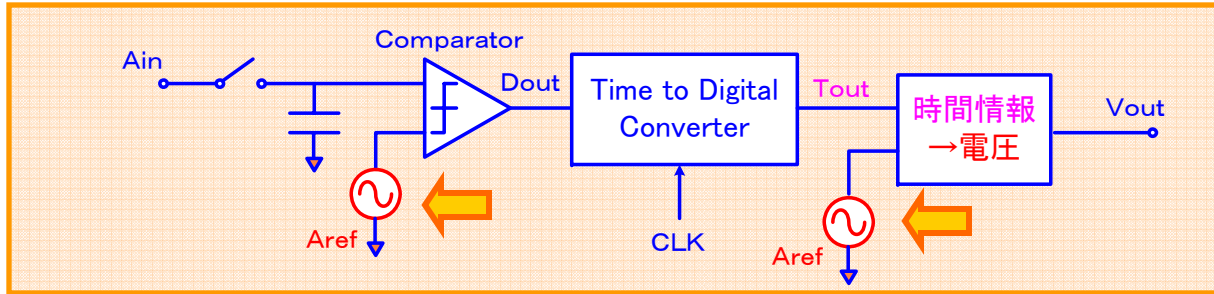 Comparator
Ain
Dout
Time to Digital
Converter
Tout
時間情報
→電圧
Vout
Aref
CLK
Aref